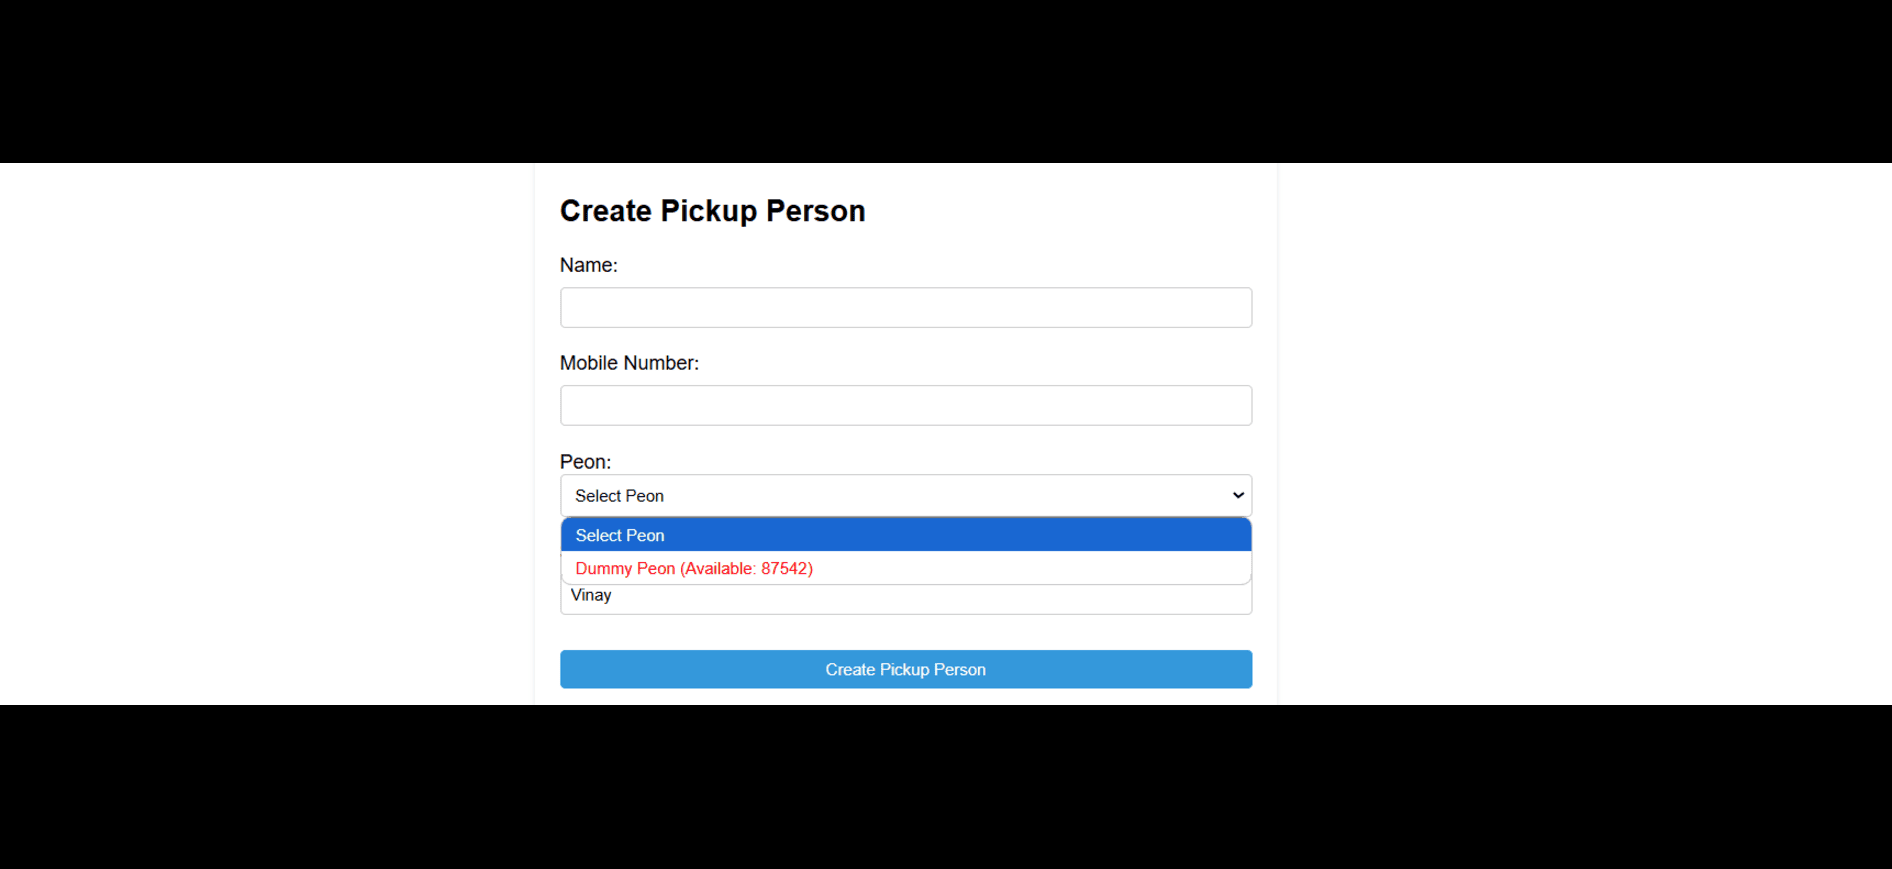 Create Pickup Person
Name:
Mobile Number:
Peon:
Select Peon
Select Peon
Dummy Peon (Available: 87542)
Vinay
Create Pickup Person